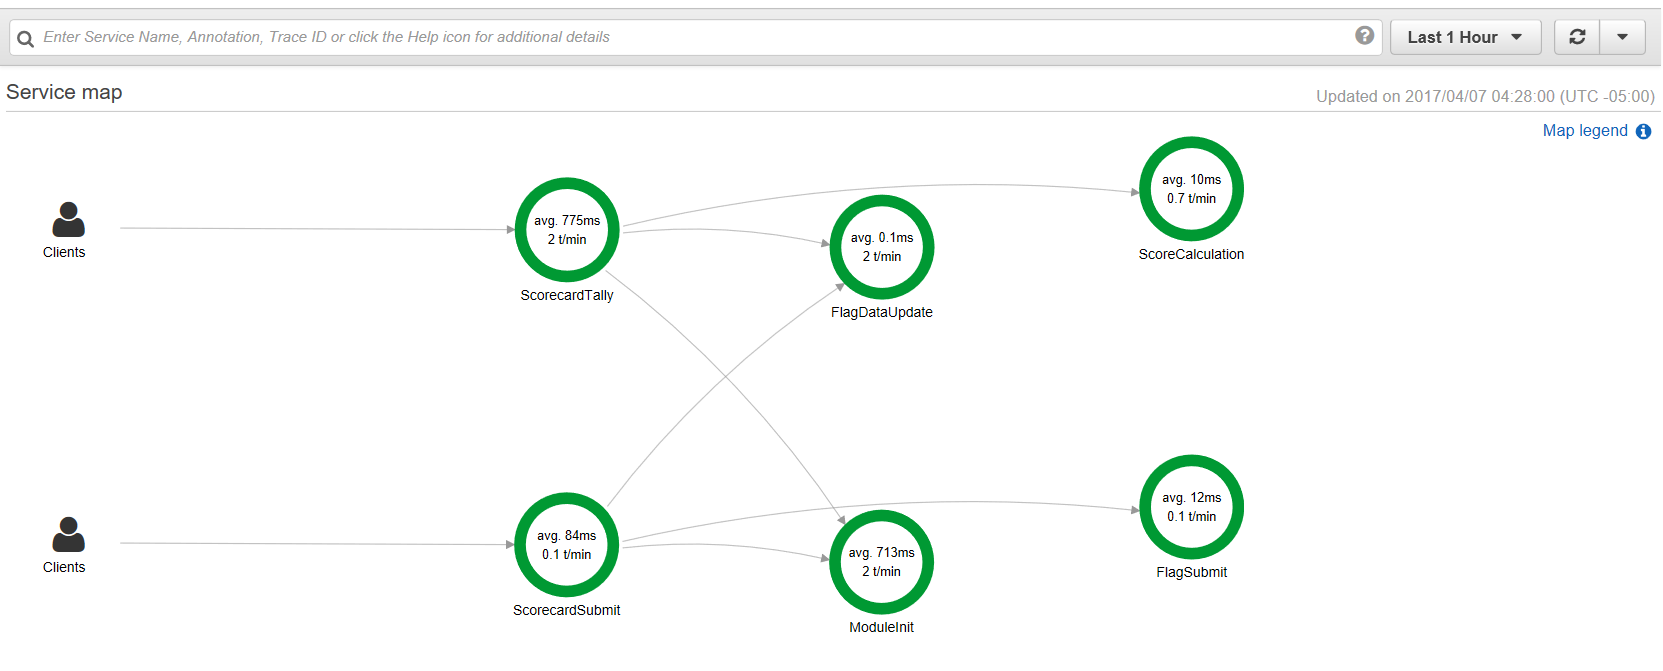 Enter Service Name, Annotation, Trace ID or click the Help icon for additional details
?
Last 1 Hour
Service map
Updated on 2017/04/07 04:28:00 (UTC -05:00)
Map legend i
avg. 10ms
0.7 t/min
ScoreCalculation
Clients
avg. 775ms
2 t/min
ScorecardTally
avg. 0.1ms
2 t/min
FlagDataUpdate
Clients
avg. 84ms
0.1 t/min
ScorecardSubmit
avg. 713ms
2 t/min
ModuleInit
avg. 12ms
0.1 t/min
FlagSubmit